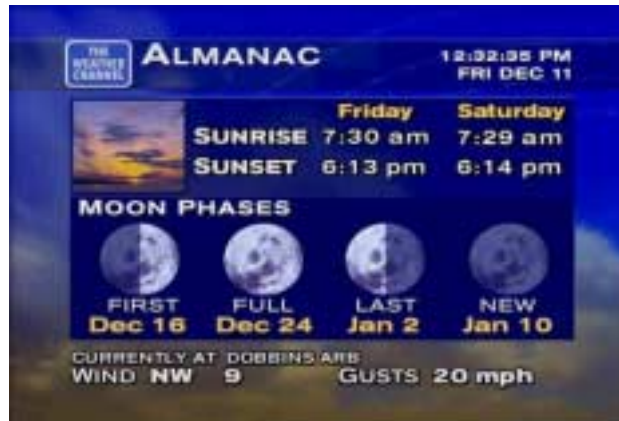 THE
WEATHER
CHANNEL
ALMANAC
12:32:35 PM
FRI DEC 11
Friday Saturday
SUNRISE 7:30 am 7:29 am
SUNSET 6:13 pm 6:14 pm
MOON PHASES
FIRST FULL LAST NEW
Dec 16 Dec 24 Jan 2 Jan 10
CURRENTLY AT DOBBINS ARB
WIND NW 9 GUSTS 20 mph